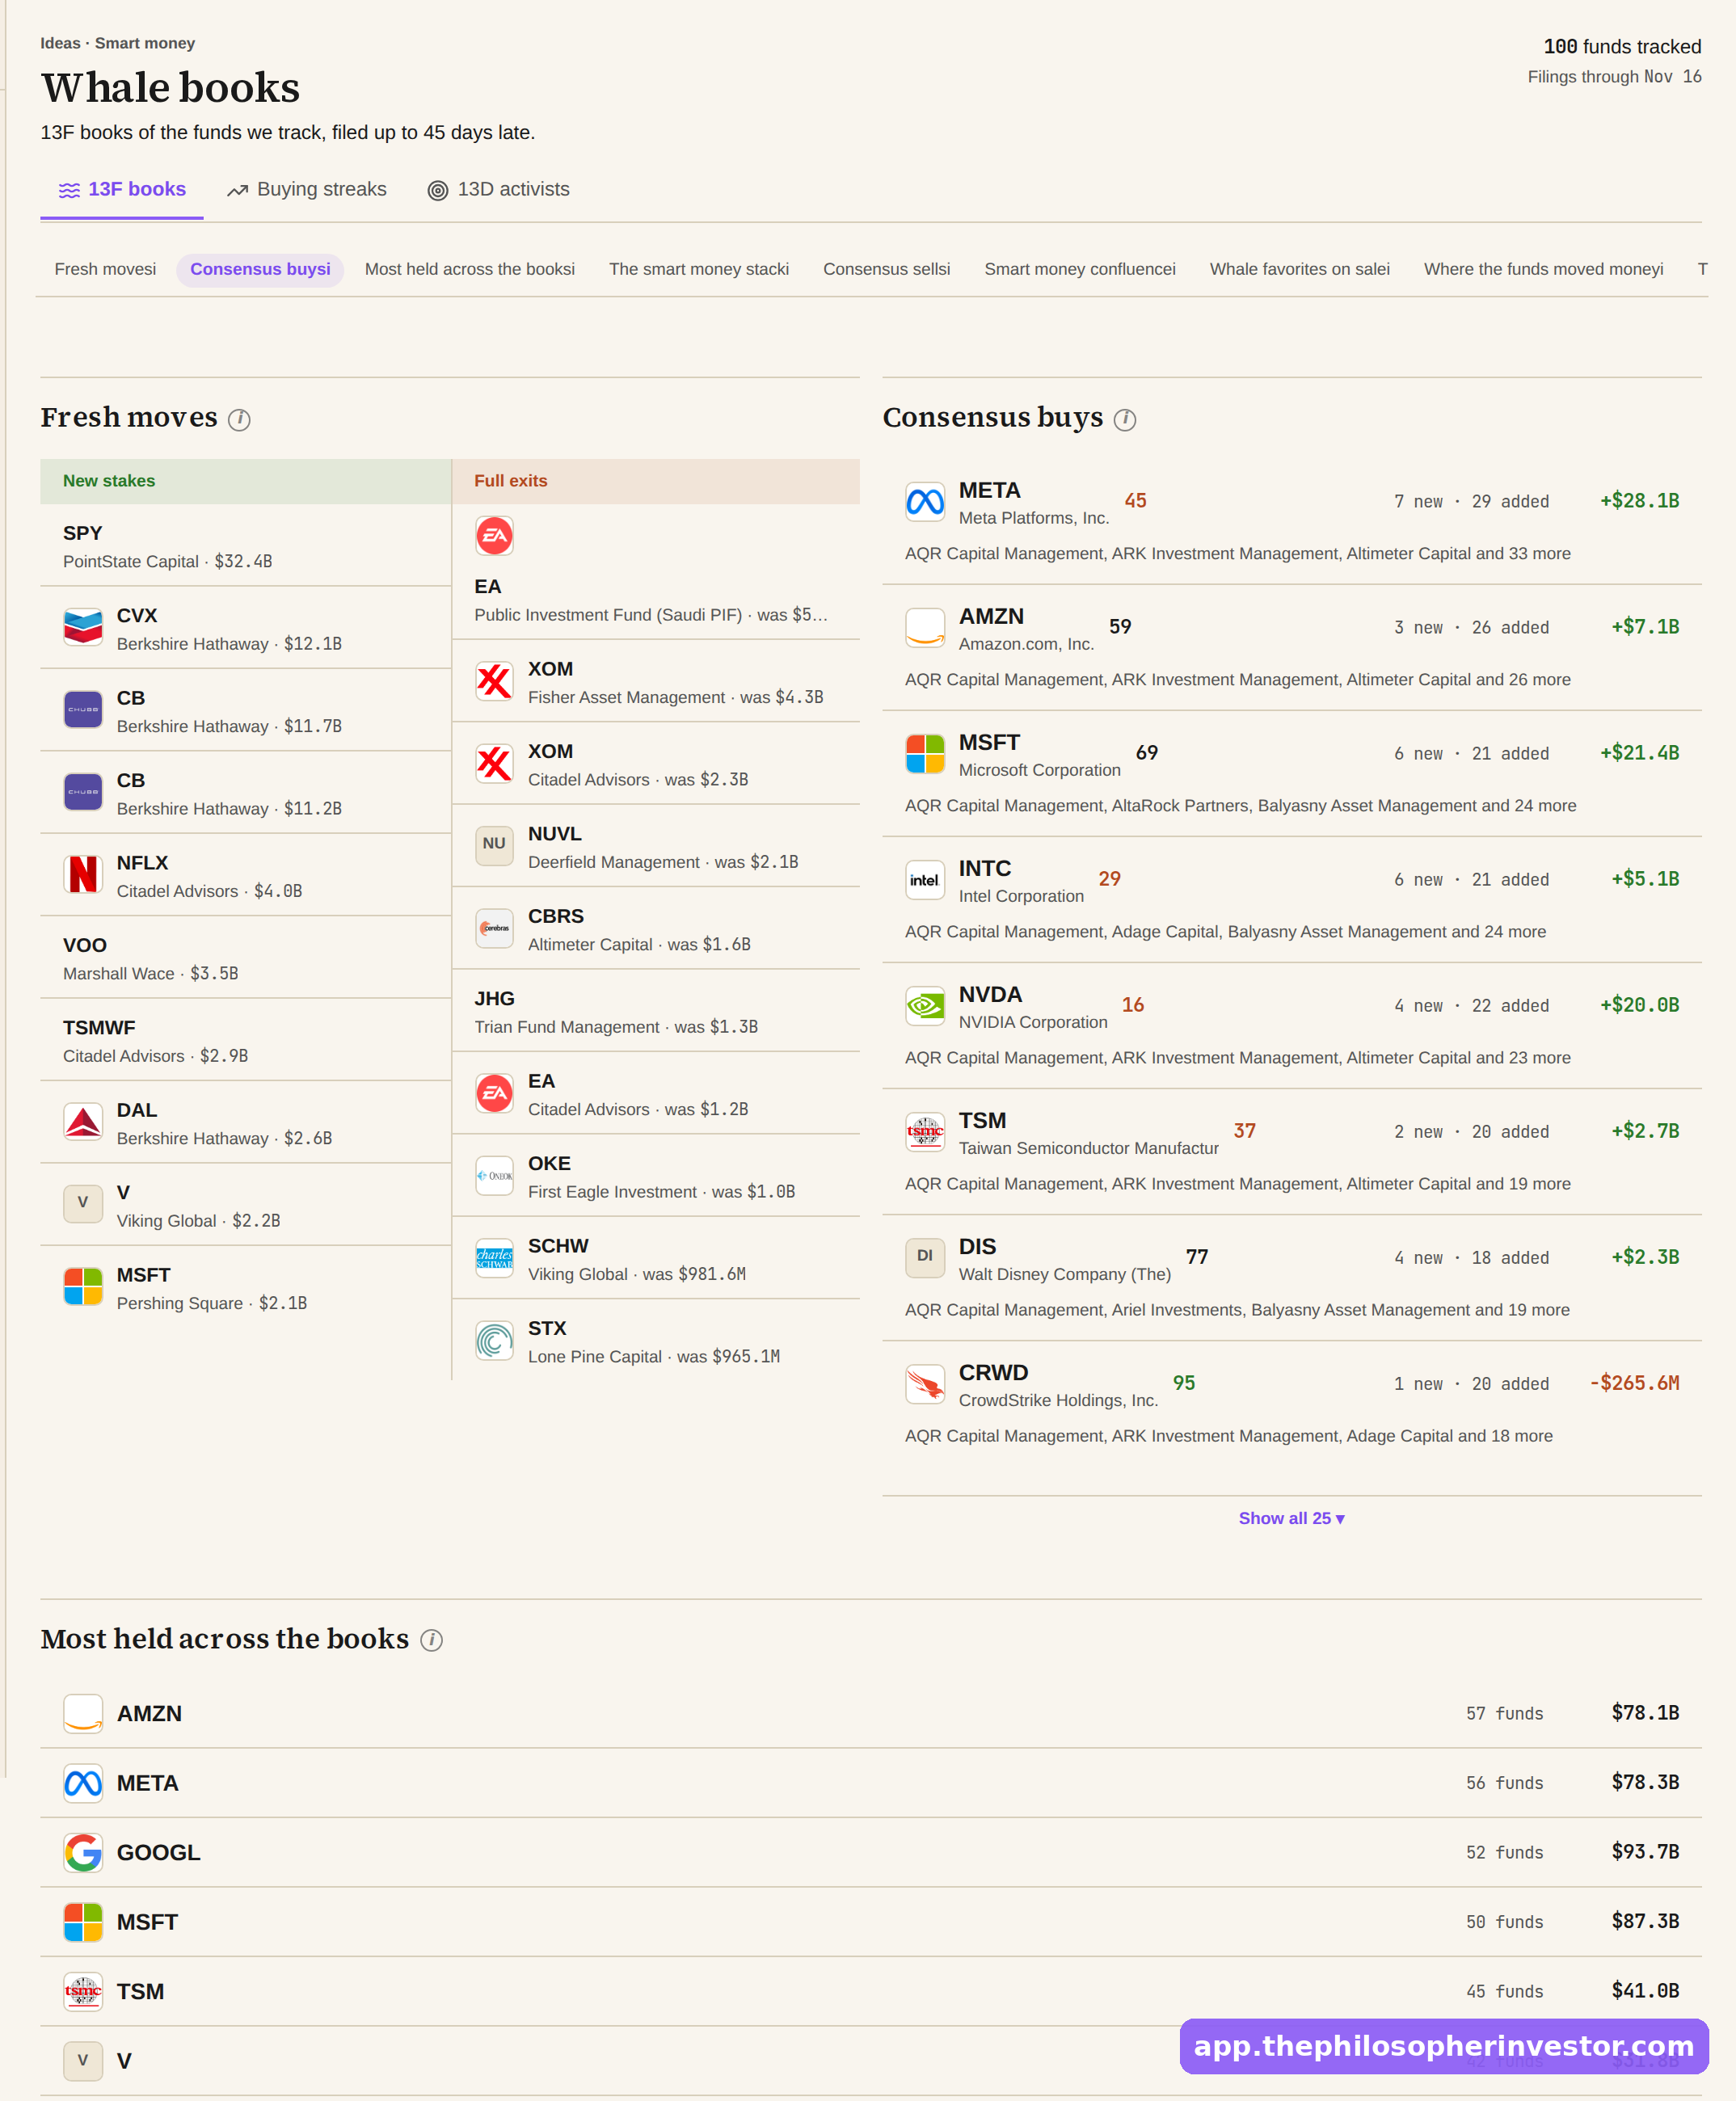 Ideas · Smart money
Whale books
13F books of the funds we track, filed up to 45 days late.
100 funds tracked
Filings through Nov 16
13F books
Buying streaks
13D activists
Fresh movesi
Consensus buysi
Most held across the booksi
The smart money stacki
Consensus sellsi
Smart money confluencei
Whale favorites on salei
Where the funds moved moneyi
T
Fresh moves i
New stakes
SPY
PointState Capital · $32.4B
CVX
Berkshire Hathaway · $12.1B
CHUBB
CB
Berkshire Hathaway · $11.7B
CHUBB
CB
Berkshire Hathaway · $11.2B
NFLX
Citadel Advisors · $4.0B
VOO
Marshall Wace · $3.5B
TSMWF
Citadel Advisors · $2.9B
DAL
Berkshire Hathaway · $2.6B
V
V
Viking Global · $2.2B
MSFT
Pershing Square · $2.1B
Full exits
EA
EA
Public Investment Fund (Saudi PIF) · was $5…
XOM
Fisher Asset Management · was $4.3B
XOM
Citadel Advisors · was $2.3B
NU
NUVL
Deerfield Management · was $2.1B
cerebras
CBRS
Altimeter Capital · was $1.6B
JHG
Trian Fund Management · was $1.3B
EA
EA
Citadel Advisors · was $1.2B
ONEOK
OKE
First Eagle Investment · was $1.0B
charles
SCHWAB
SCHW
Viking Global · was $981.6M
STX
Lone Pine Capital · was $965.1M
Consensus buys i
META
Meta Platforms, Inc.
45
7 new · 29 added
+$28.1B
AQR Capital Management, ARK Investment Management, Altimeter Capital and 33 more
AMZN
Amazon.com, Inc.
59
3 new · 26 added
+$7.1B
AQR Capital Management, ARK Investment Management, Altimeter Capital and 26 more
MSFT
Microsoft Corporation
69
6 new · 21 added
+$21.4B
AQR Capital Management, AltaRock Partners, Balyasny Asset Management and 24 more
intel
INTC
Intel Corporation
29
6 new · 21 added
+$5.1B
AQR Capital Management, Adage Capital, Balyasny Asset Management and 24 more
NVDA
NVIDIA Corporation
16
4 new · 22 added
+$20.0B
AQR Capital Management, ARK Investment Management, Altimeter Capital and 23 more
tsmc
TSM
Taiwan Semiconductor Manufactur
37
2 new · 20 added
+$2.7B
AQR Capital Management, ARK Investment Management, Altimeter Capital and 19 more
DI
DIS
Walt Disney Company (The)
77
4 new · 18 added
+$2.3B
AQR Capital Management, Ariel Investments, Balyasny Asset Management and 19 more
CRWD
CrowdStrike Holdings, Inc.
95
1 new · 20 added
-$265.6M
AQR Capital Management, ARK Investment Management, Adage Capital and 18 more
Show all 25 ▾
Most held across the books i
AMZN
57 funds
$78.1B
META
56 funds
$78.3B
GOOGL
52 funds
$93.7B
MSFT
50 funds
$87.3B
tsmc
TSM
45 funds
$41.0B
V
V
42 funds
$31.8B
app.thephilosopherinvestor.com